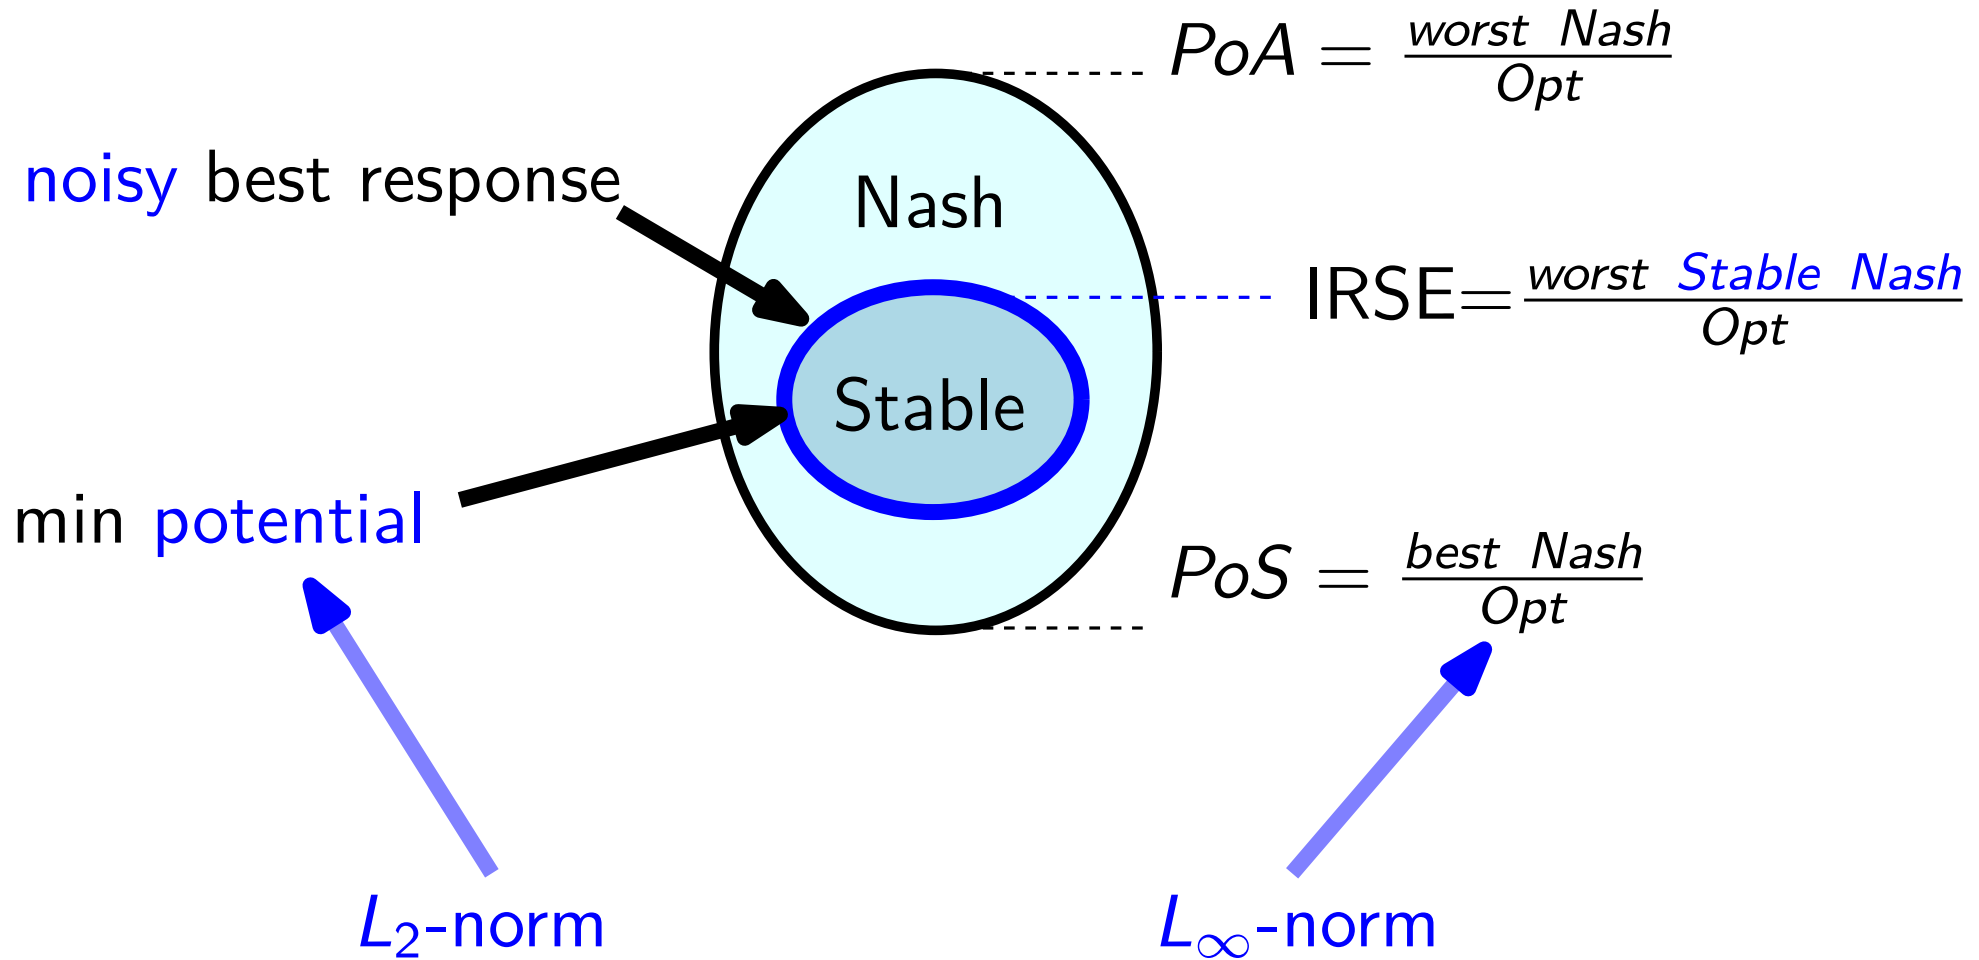 PoA = worst Nash / Opt
noisy best response
Nash
IRSE= worst Stable Nash / Opt
Stable
min potential
PoS = best Nash / Opt
L₂-norm
L∞-norm